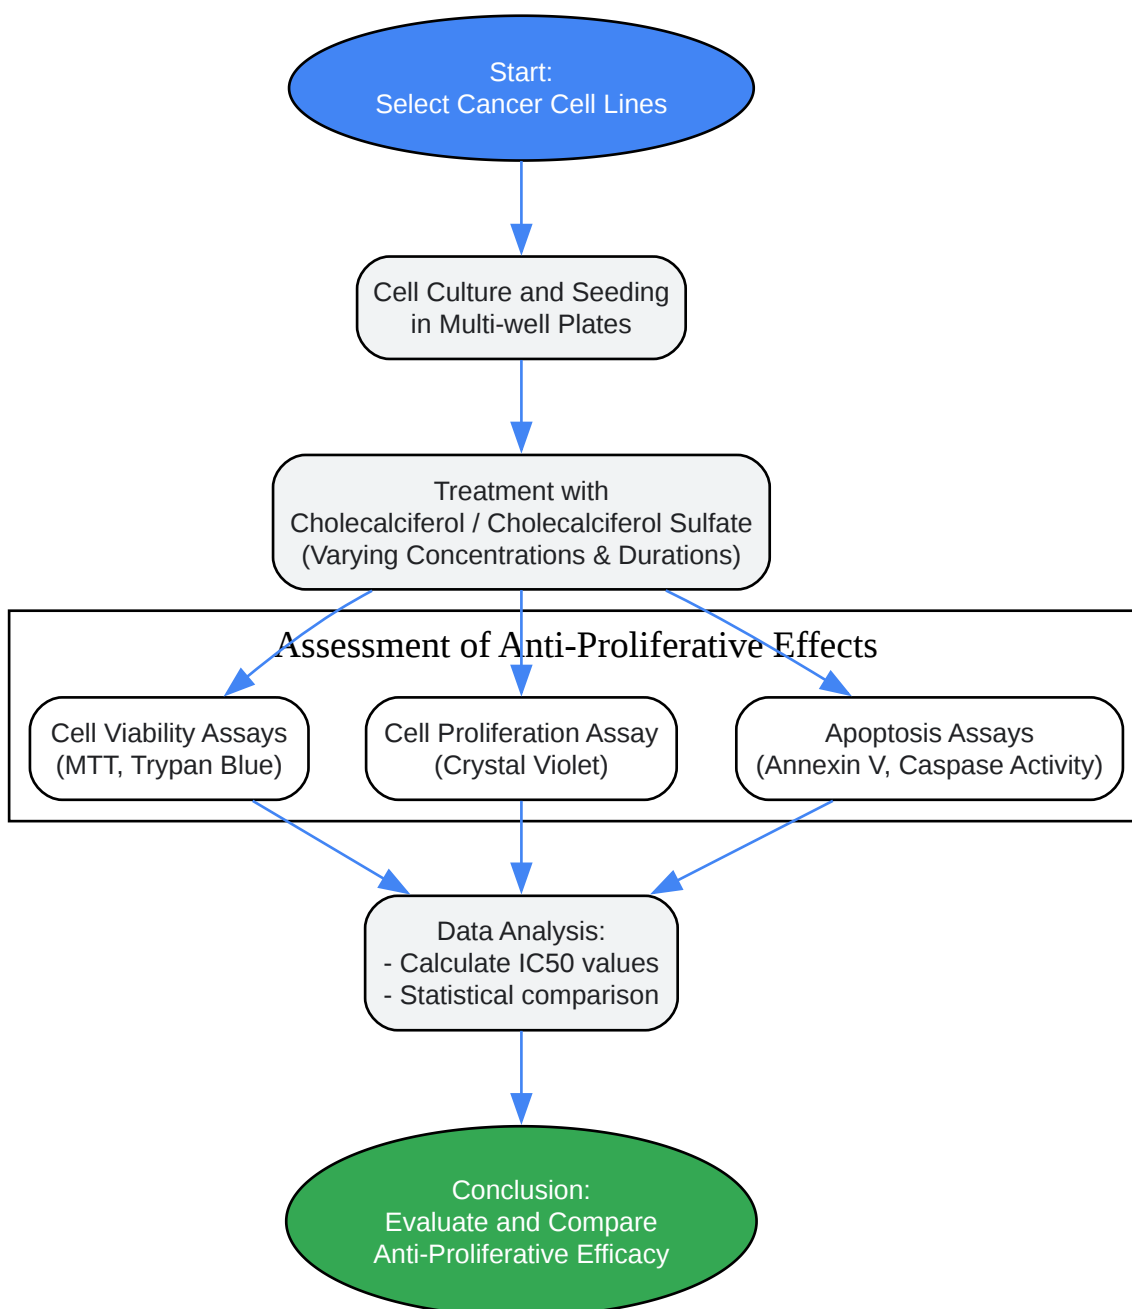 Start:
Select Cancer Cell Lines
Cell Culture and Seeding
in Multi-well Plates
Treatment with
Cholecalciferol / Cholecalciferol Sulfate
(Varying Concentrations & Durations)
Assessment of Anti-Proliferative Effects
Cell Viability Assays
(MTT, Trypan Blue)
Cell Proliferation Assay
(Crystal Violet)
Apoptosis Assays
(Annexin V, Caspase Activity)
Data Analysis:
- Calculate IC50 values
- Statistical comparison
Conclusion:
Evaluate and Compare
Anti-Proliferative Efficacy